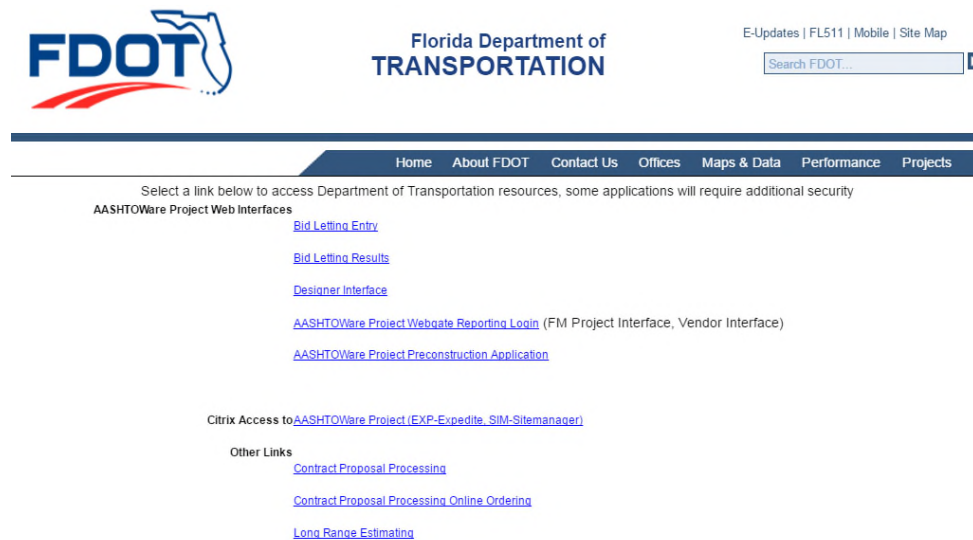 FDOT
Florida Department of
TRANSPORTATION
E-Updates | FL511 | Mobile | Site Map
Search FDOT...
Home About FDOT Contact Us Offices Maps & Data Performance Projects
Select a link below to access Department of Transportation resources, some applications will require additional security
AASHTOWare Project Web Interfaces
Bid Letting Entry
Bid Letting Results
Designer Interface
AASHTOWare Project Webgate Reporting Login (FM Project Interface, Vendor Interface)
AASHTOWare Project Preconstruction Application
Citrix Access to AASHTOWare Project (EXP-Expedite, SIM-Sitemanager)
Other Links
Contract Proposal Processing
Contract Proposal Processing Online Ordering
Long Range Estimating